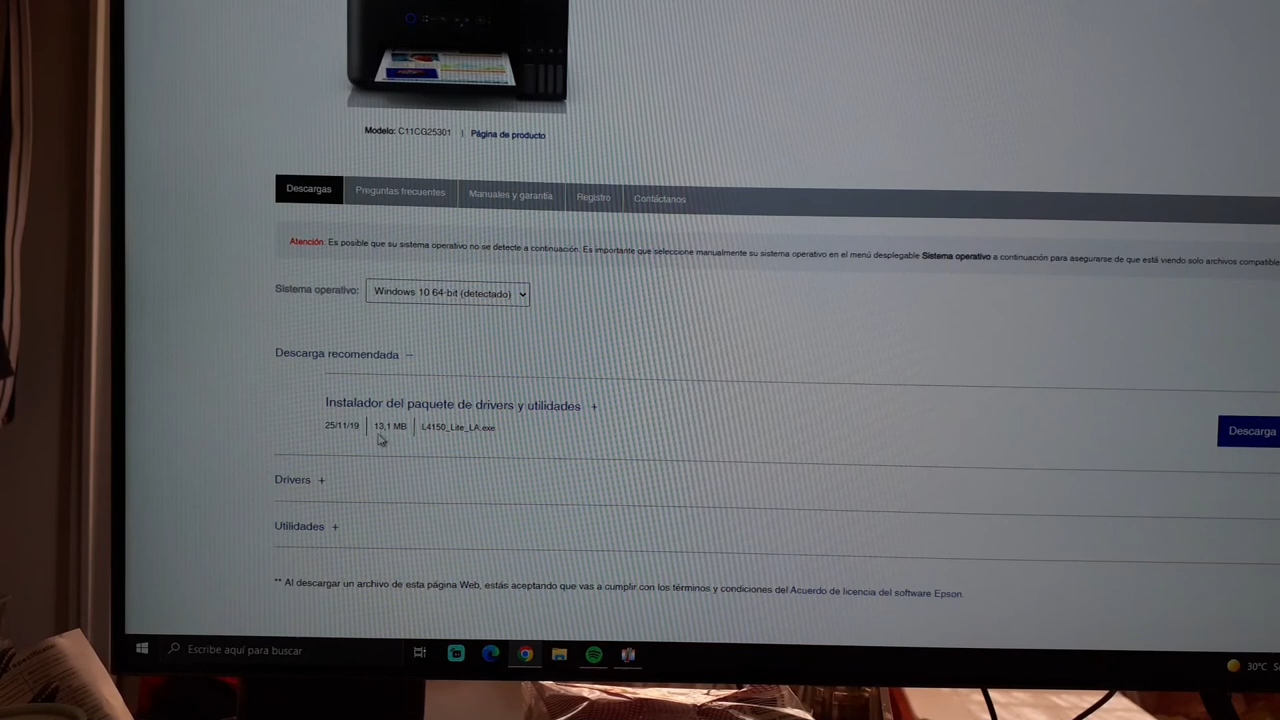 Modelo: C11CG25301 | Página de producto
Descargas Preguntas frecuentes Manuales y garantía Registro Contáctanos
Atención: Es posible que su sistema operativo no se detecte a continuación. Es importante que seleccione manualmente su sistema operativo en el menú desplegable Sistema operativo a continuación para asegurarse de que está viendo solo archivos compatible
Sistema operativo: Windows 10 64-bit (detectado)
Descarga recomendada –
Instalador del paquete de drivers y utilidades +
25/11/19 | 13,1 MB | L4150_Lite_LA.exe
Descarga
Drivers +
Utilidades +
** Al descargar un archivo de esta página Web, estás aceptando que vas a cumplir con los términos y condiciones del Acuerdo de licencia del software Epson.
Escribe aquí para buscar
30°C